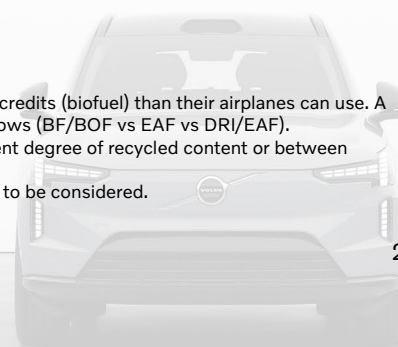 credits (biofuel) than their airplanes can use. A
ows (BF/BOF vs EAF vs DRI/EAF).
ent degree of recycled content or between
to be considered.
VOLVO
2